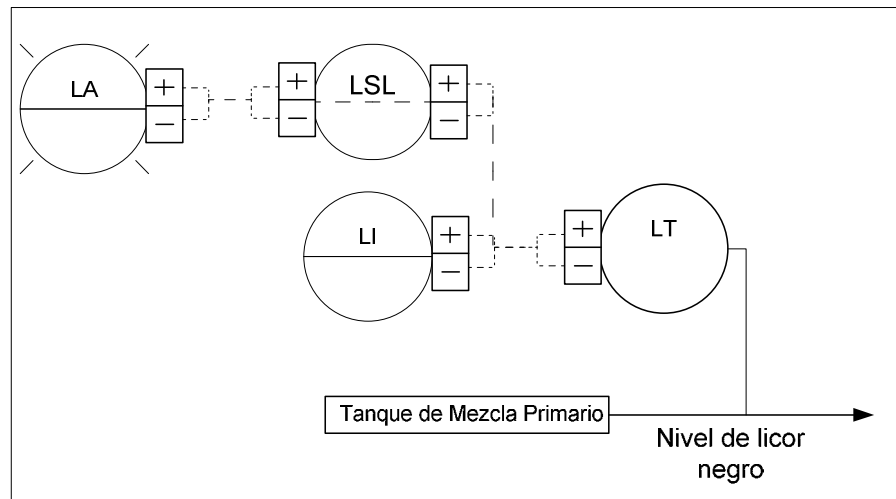 LA
+
−
+
−
LSL
+
−
LI
+
−
+
−
LT
Tanque de Mezcla Primario
Nivel de licor
negro